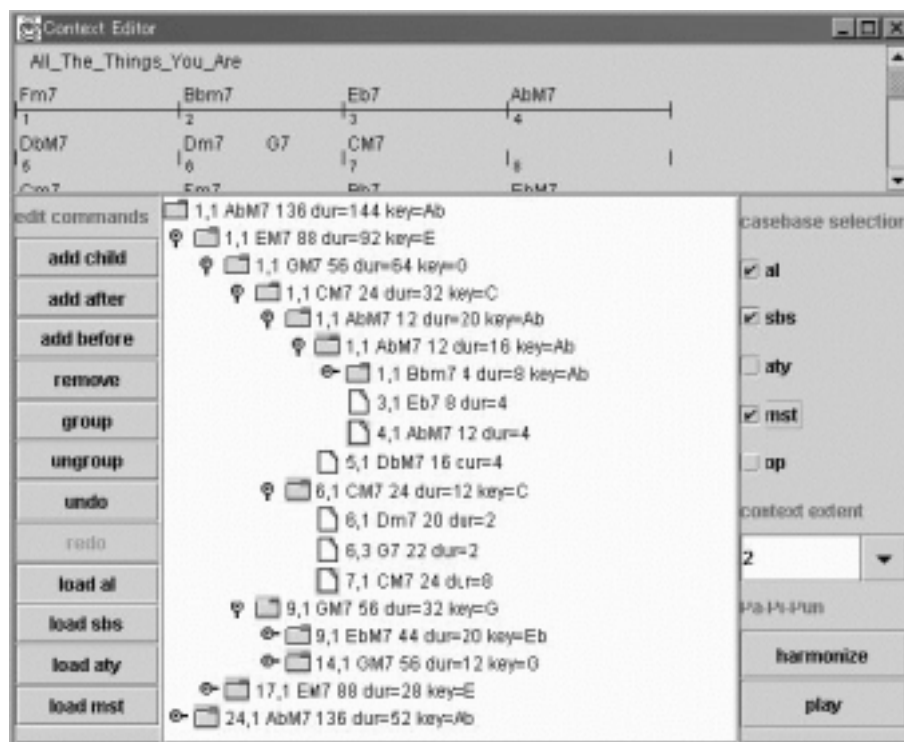 Context Editor
All_The_Things_You_Are
Fm7 Bbm7 Eb7 AbM7
1 2 3 4
DbM7 Dm7 G7 CM7
5 6 7 8
Cm7 Fm7 Bb7 EbM7
edit commands
add child
add after
add before
remove
group
ungroup
undo
redo
load al
load sbs
load aty
load mst
1,1 AbM7 136 dur=144 key=Ab
1,1 EM7 88 dur=92 key=E
1,1 GM7 56 dur=64 key=G
1,1 CM7 24 dur=32 key=C
1,1 AbM7 12 dur=20 key=Ab
1,1 AbM7 12 dur=16 key=Ab
1,1 Bbm7 4 dur=8 key=Ab
3,1 Eb7 8 dur=4
4,1 AbM7 12 dur=4
5,1 DbM7 16 dur=4
6,1 CM7 24 dur=12 key=C
6,1 Dm7 20 dur=2
6,3 G7 22 dur=2
7,1 CM7 24 dur=8
9,1 GM7 56 dur=32 key=G
9,1 EbM7 44 dur=20 key=Eb
14,1 GM7 56 dur=12 key=G
17,1 EM7 88 dur=28 key=E
24,1 AbM7 136 dur=52 key=Ab
casebase selection
al
sbs
aty
mst
op
context extent
2
Pa-Pi-Pun
harmonize
play